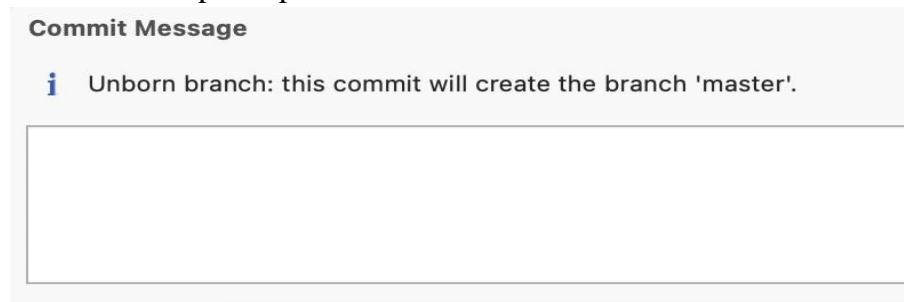 Commit Message
i Unborn branch: this commit will create the branch 'master'.